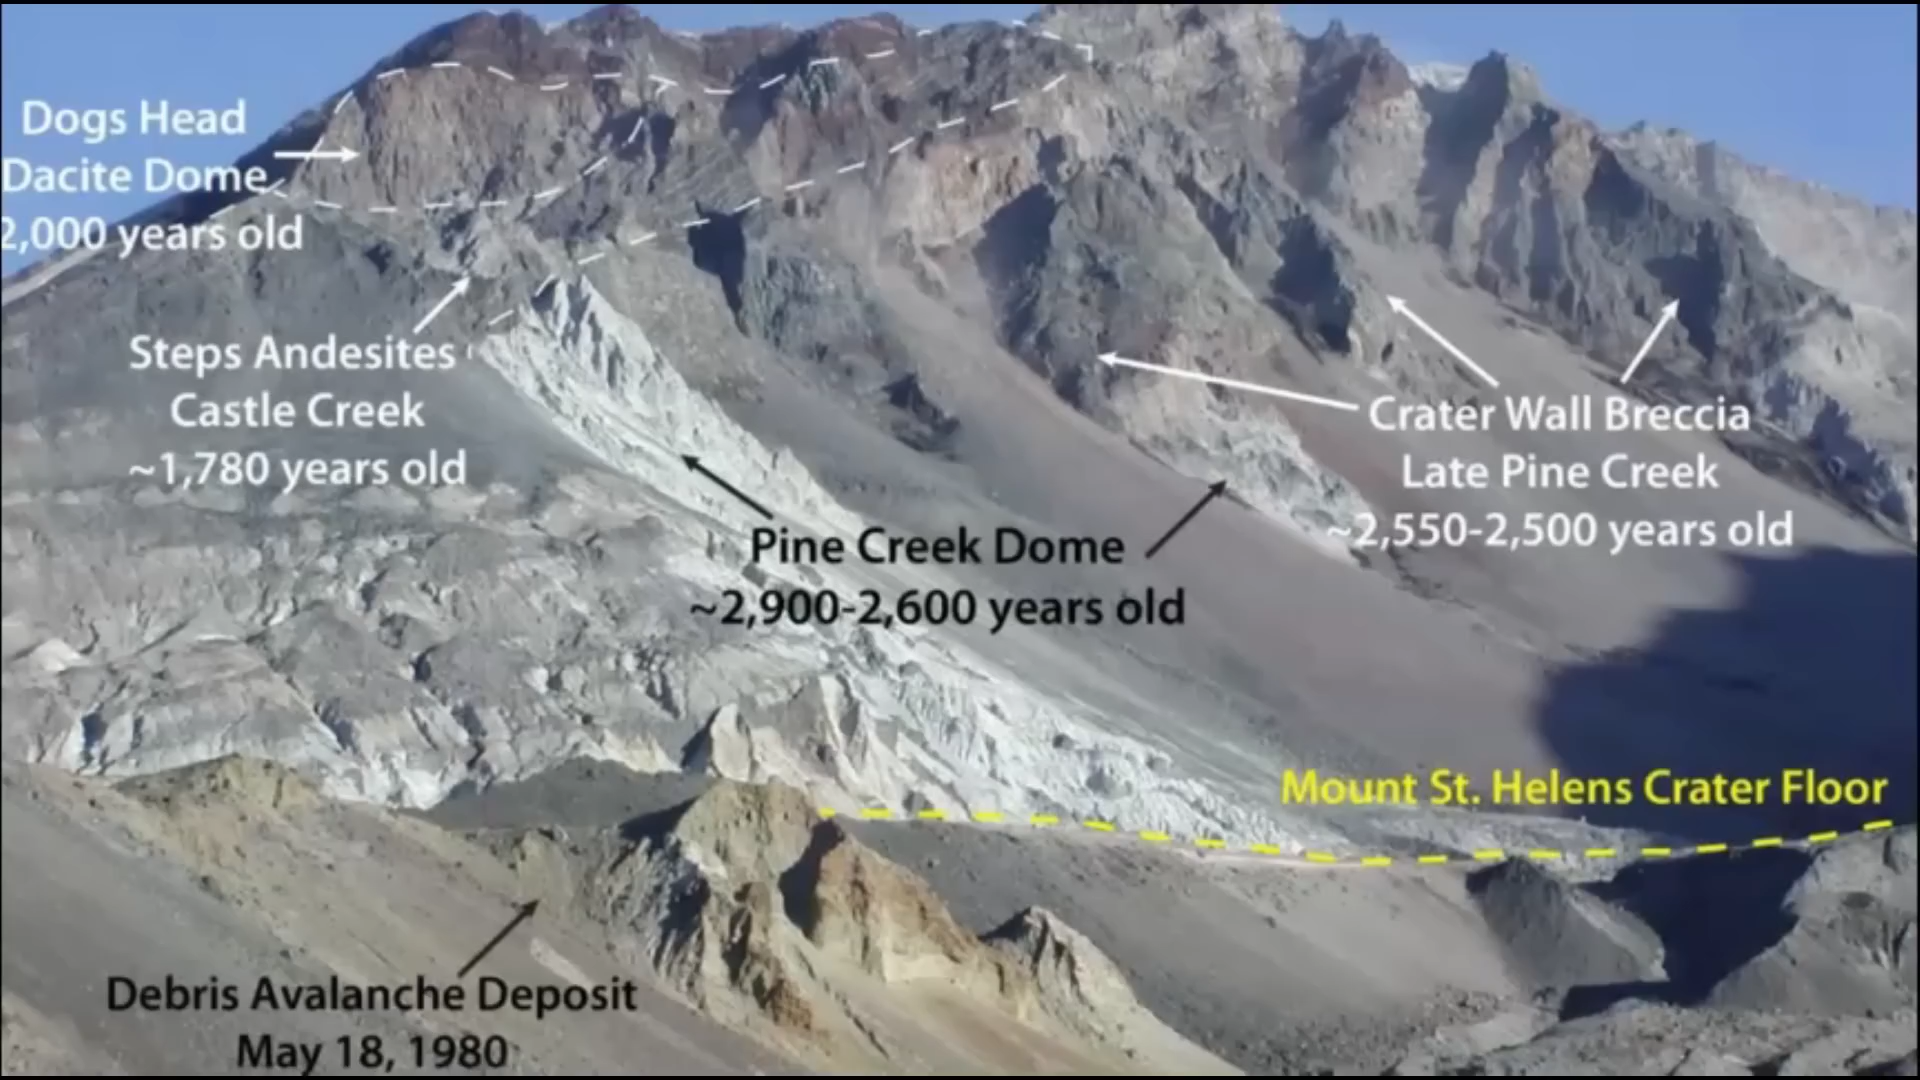 Dogs Head
Dacite Dome
2,000 years old
Steps Andesites
Castle Creek
~1,780 years old
Pine Creek Dome
~2,900-2,600 years old
Crater Wall Breccia
Late Pine Creek
~2,550-2,500 years old
Mount St. Helens Crater Floor
Debris Avalanche Deposit
May 18, 1980